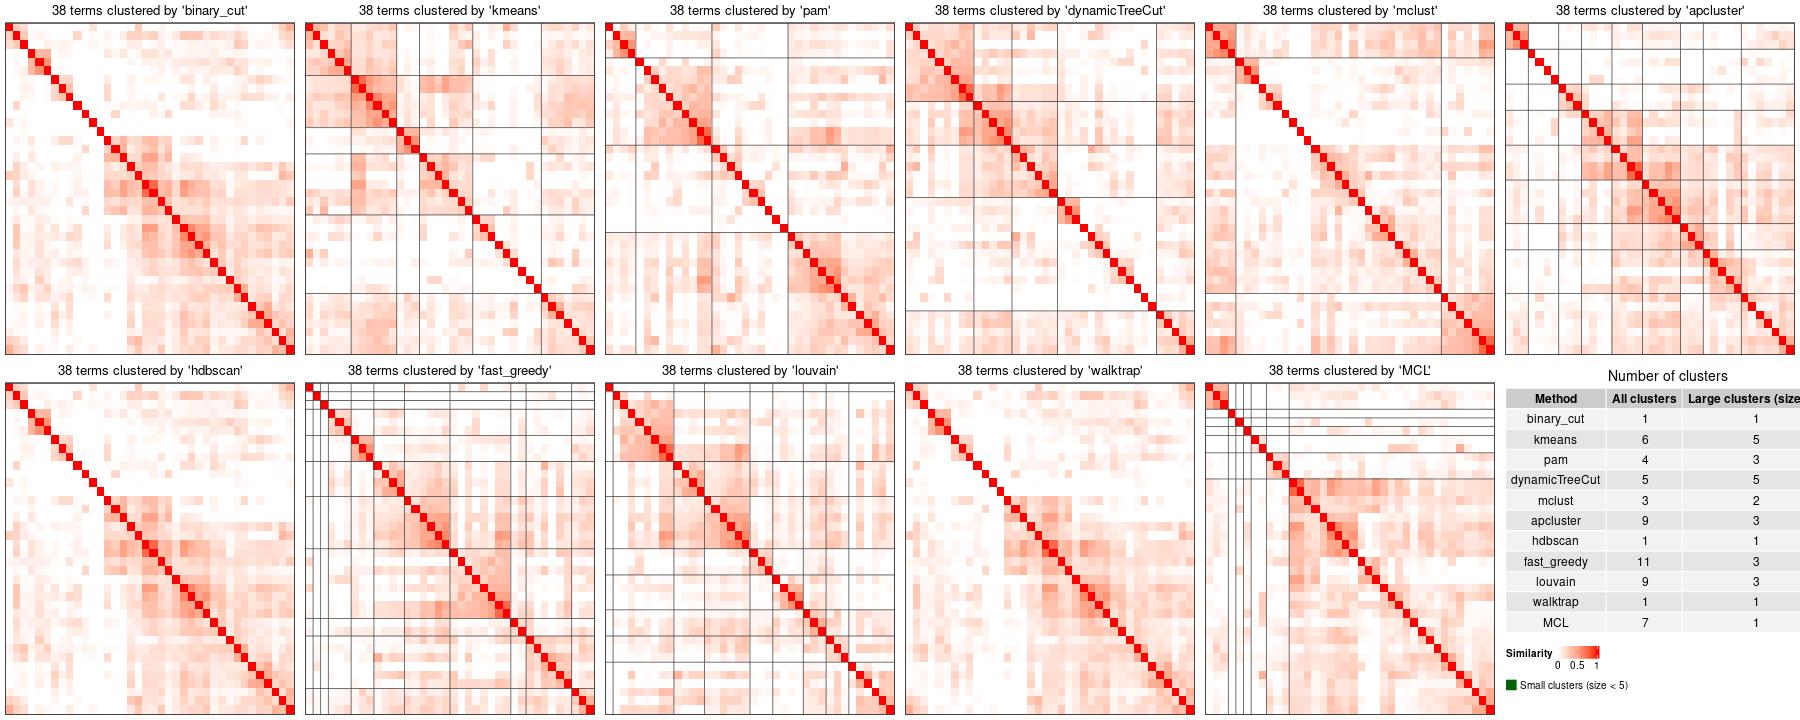 38 terms clustered by 'binary_cut'
38 terms clustered by 'kmeans'
38 terms clustered by 'pam'
38 terms clustered by 'dynamicTreeCut'
38 terms clustered by 'mclust'
38 terms clustered by 'apcluster'
38 terms clustered by 'hdbscan'
38 terms clustered by 'fast_greedy'
38 terms clustered by 'louvain'
38 terms clustered by 'walktrap'
38 terms clustered by 'MCL'
Number of clusters
Method All clusters Large clusters (size
binary_cut 1 1
kmeans 6 5
pam 4 3
dynamicTreeCut 5 5
mclust 3 2
apcluster 9 3
hdbscan 1 1
fast_greedy 11 3
louvain 9 3
walktrap 1 1
MCL 7 1
Similarity
0 0.5 1
Small clusters (size < 5)